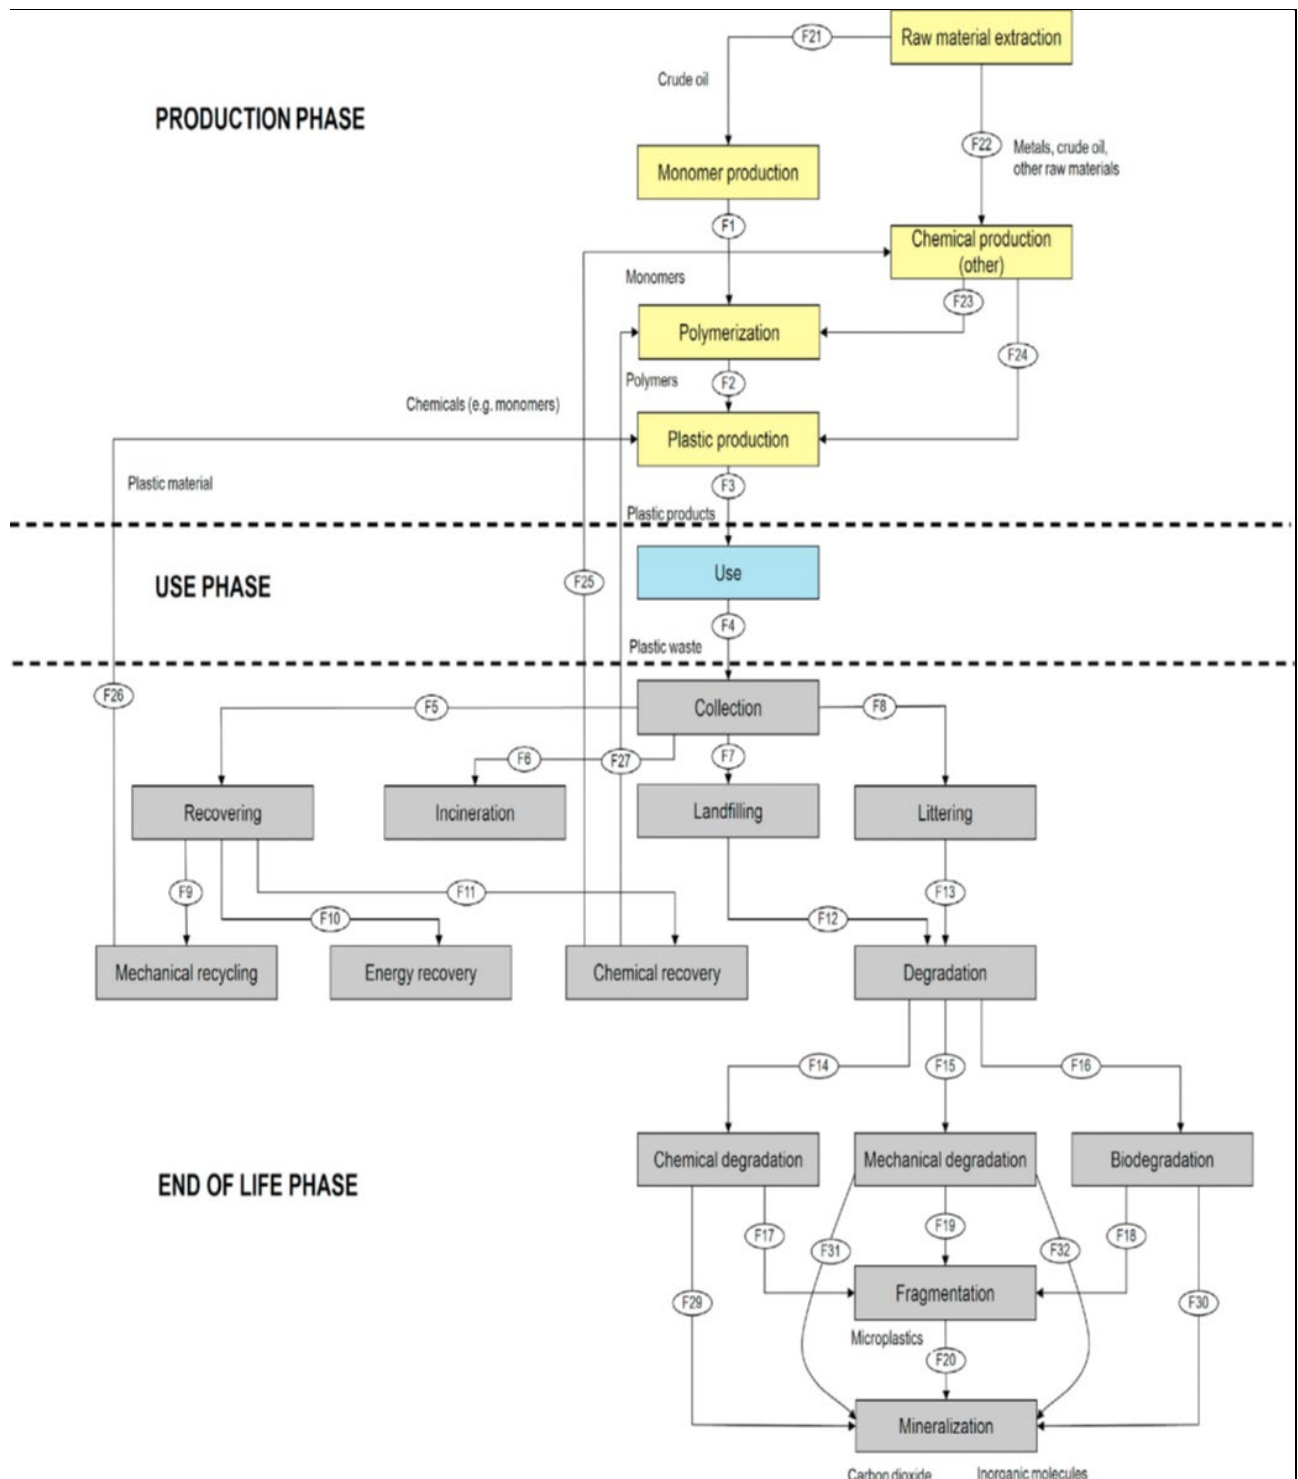 Raw material extraction
F21
Crude oil
PRODUCTION PHASE
F22
Metals, crude oil,
other raw materials
Monomer production
F1
Chemical production
(other)
Monomers
F23
Polymerization
F24
Polymers
F2
Chemicals (e.g. monomers)
Plastic production
Plastic material
F3
Plastic products
USE PHASE
Use
F25
F4
Plastic waste
F26
Collection
F5
F8
F6
F27
F7
Recovering
Incineration
Landfilling
Littering
F9
F11
F13
F10
F12
Mechanical recycling
Energy recovery
Chemical recovery
Degradation
F14
F15
F16
END OF LIFE PHASE
Chemical degradation
Mechanical degradation
Biodegradation
F17
F19
F18
F31
F32
Fragmentation
F29
F30
Microplastics
F20
Mineralization
Carbon dioxide
Inorganic molecules